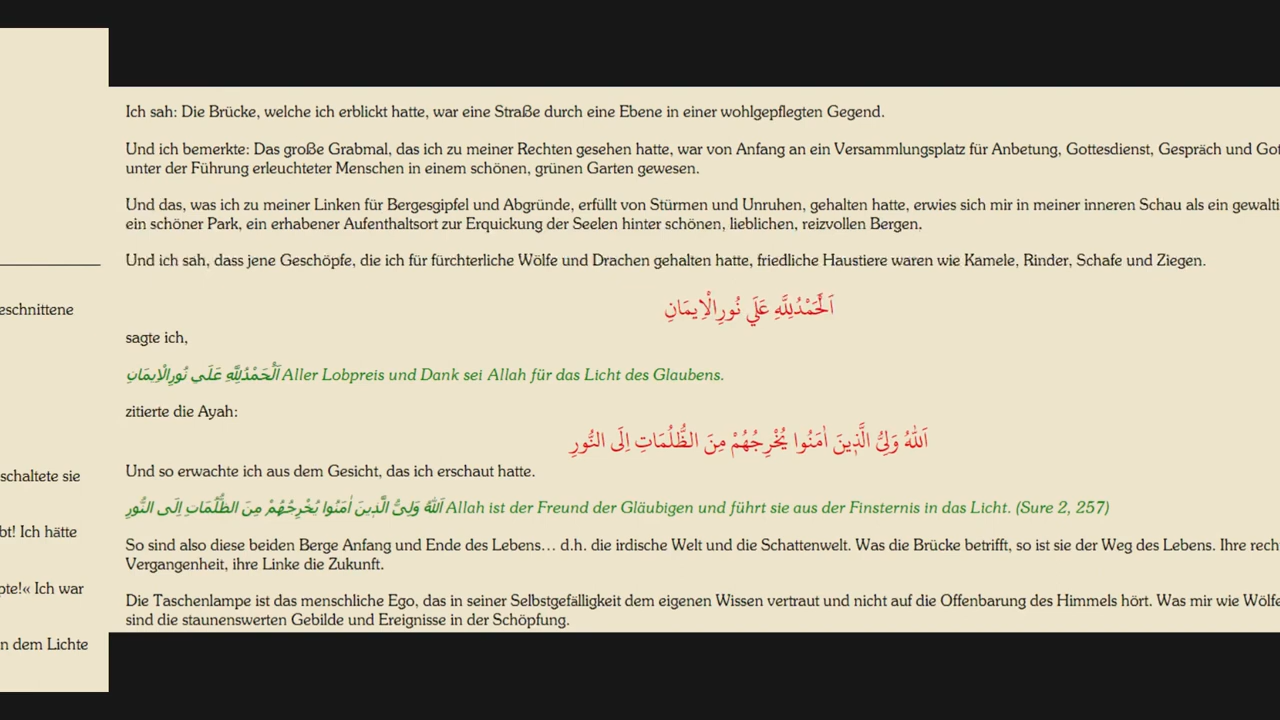 eschnittene
schaltete sie
bt! Ich hätte
pte!« Ich war
n dem Lichte
Ich sah: Die Brücke, welche ich erblickt hatte, war eine Straße durch eine Ebene in einer wohlgepflegten Gegend.
Und ich bemerkte: Das große Grabmal, das ich zu meiner Rechten gesehen hatte, war von Anfang an ein Versammlungsplatz für Anbetung, Gottesdienst, Gespräch und Got
unter der Führung erleuchteter Menschen in einem schönen, grünen Garten gewesen.
Und das, was ich zu meiner Linken für Bergesgipfel und Abgründe, erfüllt von Stürmen und Unruhen, gehalten hatte, erwies sich mir in meiner inneren Schau als ein gewalti
ein schöner Park, ein erhabener Aufenthaltsort zur Erquickung der Seelen hinter schönen, lieblichen, reizvollen Bergen.
Und ich sah, dass jene Geschöpfe, die ich für fürchterliche Wölfe und Drachen gehalten hatte, friedliche Haustiere waren wie Kamele, Rinder, Schafe und Ziegen.
اَلْحَمْدُلِلَّهِ عَلَي نُورِالْاِيمَانِ
sagte ich,
اَلْحَمْدُلِلَّهِ عَلَي نُورِالْاِيمَانِ Aller Lobpreis und Dank sei Allah für das Licht des Glaubens.
zitierte die Ayah:
اَللهُ وَلِىُّ الَّذِينَ اٰمَنُوا يُخْرِجُهُمْ مِنَ الظُّلُمَاتِ اِلَى النُّورِ
Und so erwachte ich aus dem Gesicht, das ich erschaut hatte.
اَللهُ وَلِىُّ الَّذِينَ اٰمَنُوا يُخْرِجُهُمْ مِنَ الظُّلُمَاتِ اِلَى النُّورِ Allah ist der Freund der Gläubigen und führt sie aus der Finsternis in das Licht. (Sure 2, 257)
So sind also diese beiden Berge Anfang und Ende des Lebens… d.h. die irdische Welt und die Schattenwelt. Was die Brücke betrifft, so ist sie der Weg des Lebens. Ihre rech
Vergangenheit, ihre Linke die Zukunft.
Die Taschenlampe ist das menschliche Ego, das in seiner Selbstgefälligkeit dem eigenen Wissen vertraut und nicht auf die Offenbarung des Himmels hört. Was mir wie Wölfe
sind die staunenswerten Gebilde und Ereignisse in der Schöpfung.